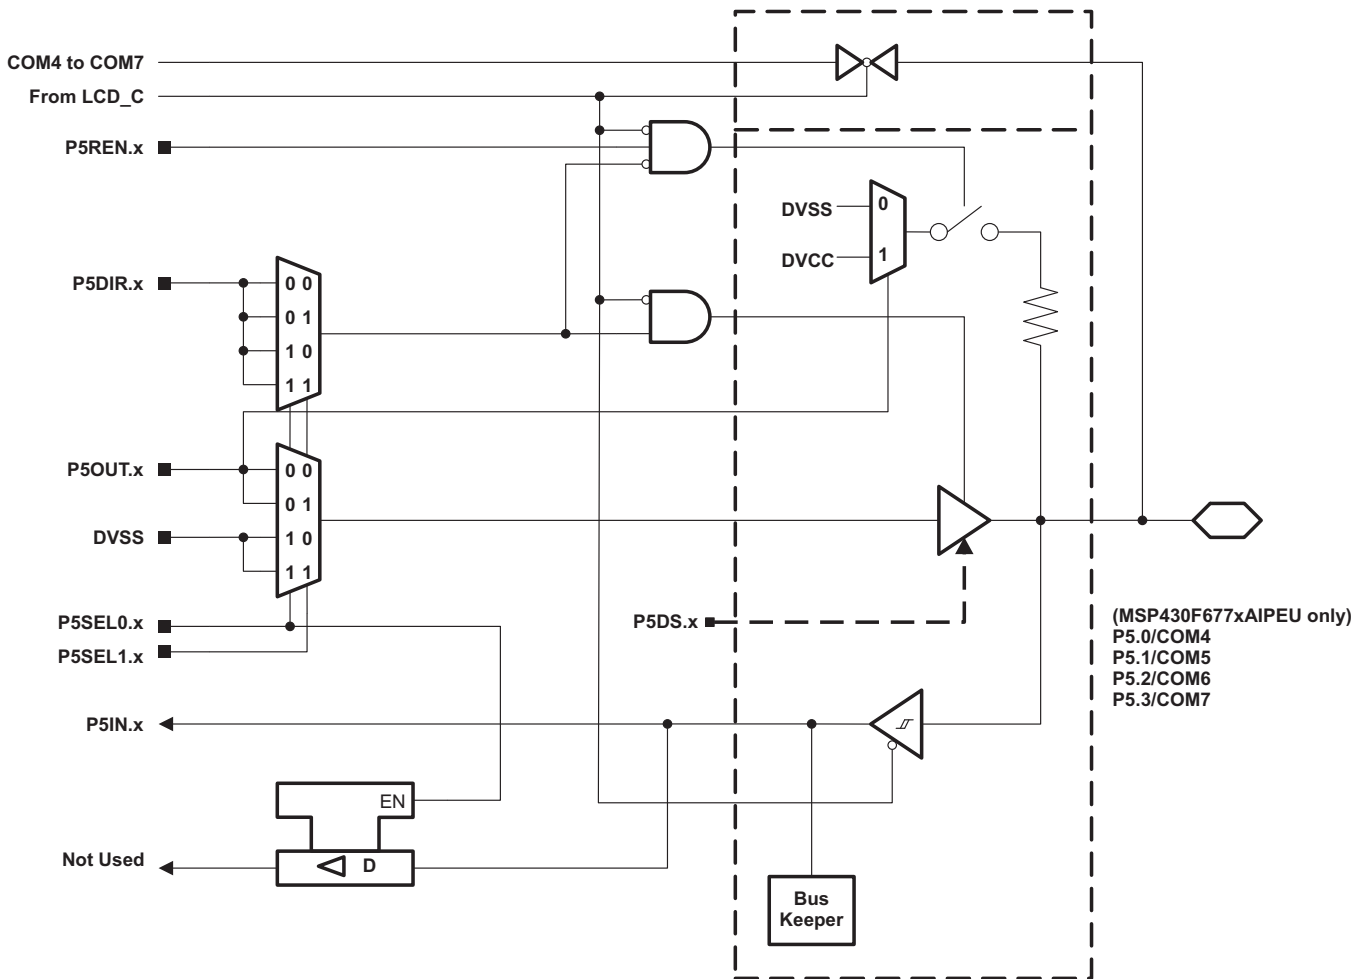 COM4 to COM7
From LCD_C
P5REN.x
DVSS
0
DVCC
1
P5DIR.x
0 0
0 1
1 0
1 1
P5OUT.x
0 0
0 1
DVSS
1 0
1 1
P5SEL0.x
P5DS.x
P5SEL1.x
(MSP430F677xAIPEU only)
P5.0/COM4
P5.1/COM5
P5.2/COM6
P5.3/COM7
P5IN.x
EN
Not Used
D
Bus
Keeper